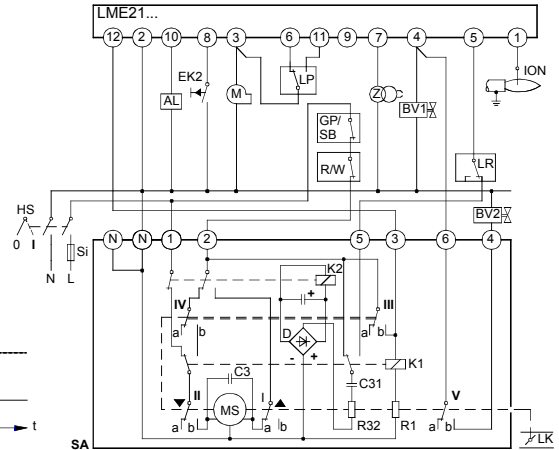 LME21...
12 2 10 8 3 6 11 9 7 4 5 1
EK2
ION
AL
M
LP
Z
BV1
GP/
SB
R/W
LR
HS
0 I
Si
BV2
N L
N N 1 2 5 3 6 4
K2
IV
III
a b
a b
D
+
- +
K1
C3
C31
II
I
V
MS
a b
a b
R32
R1
a b
LK
t
SA